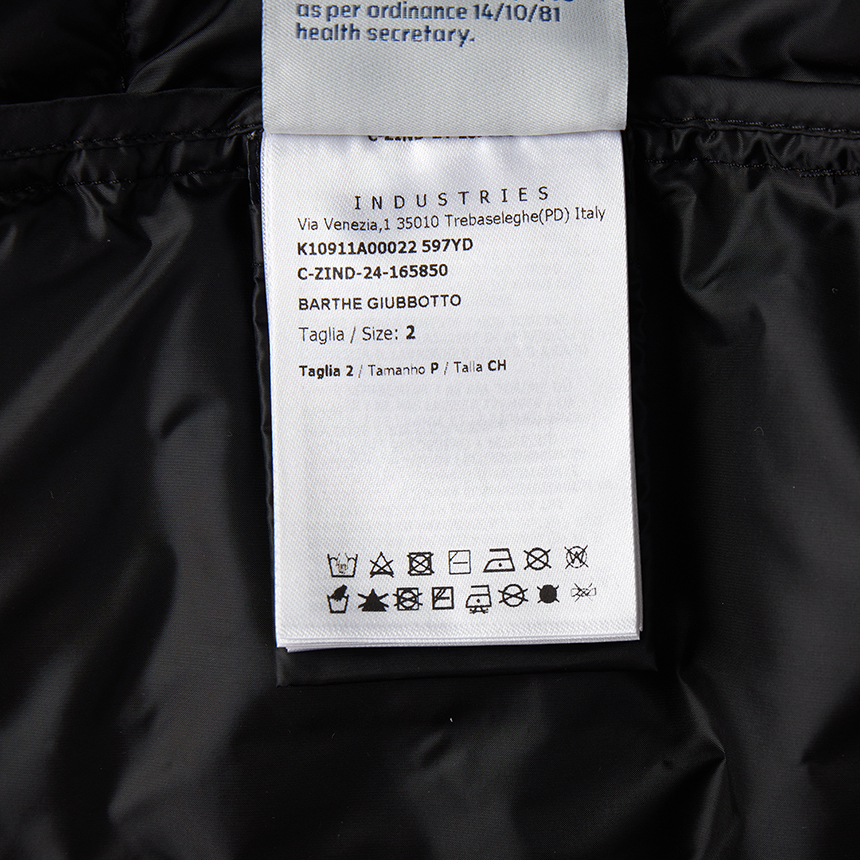 as per ordinance 14/10/81
health secretary.
INDUSTRIES
Via Venezia,1 35010 Trebaseleghe(PD) Italy
K10911A00022 597YD
C-ZIND-24-165850
BARTHE GIUBBOTTO
Taglia / Size: 2
Taglia 2 / Tamanho P / Talla CH